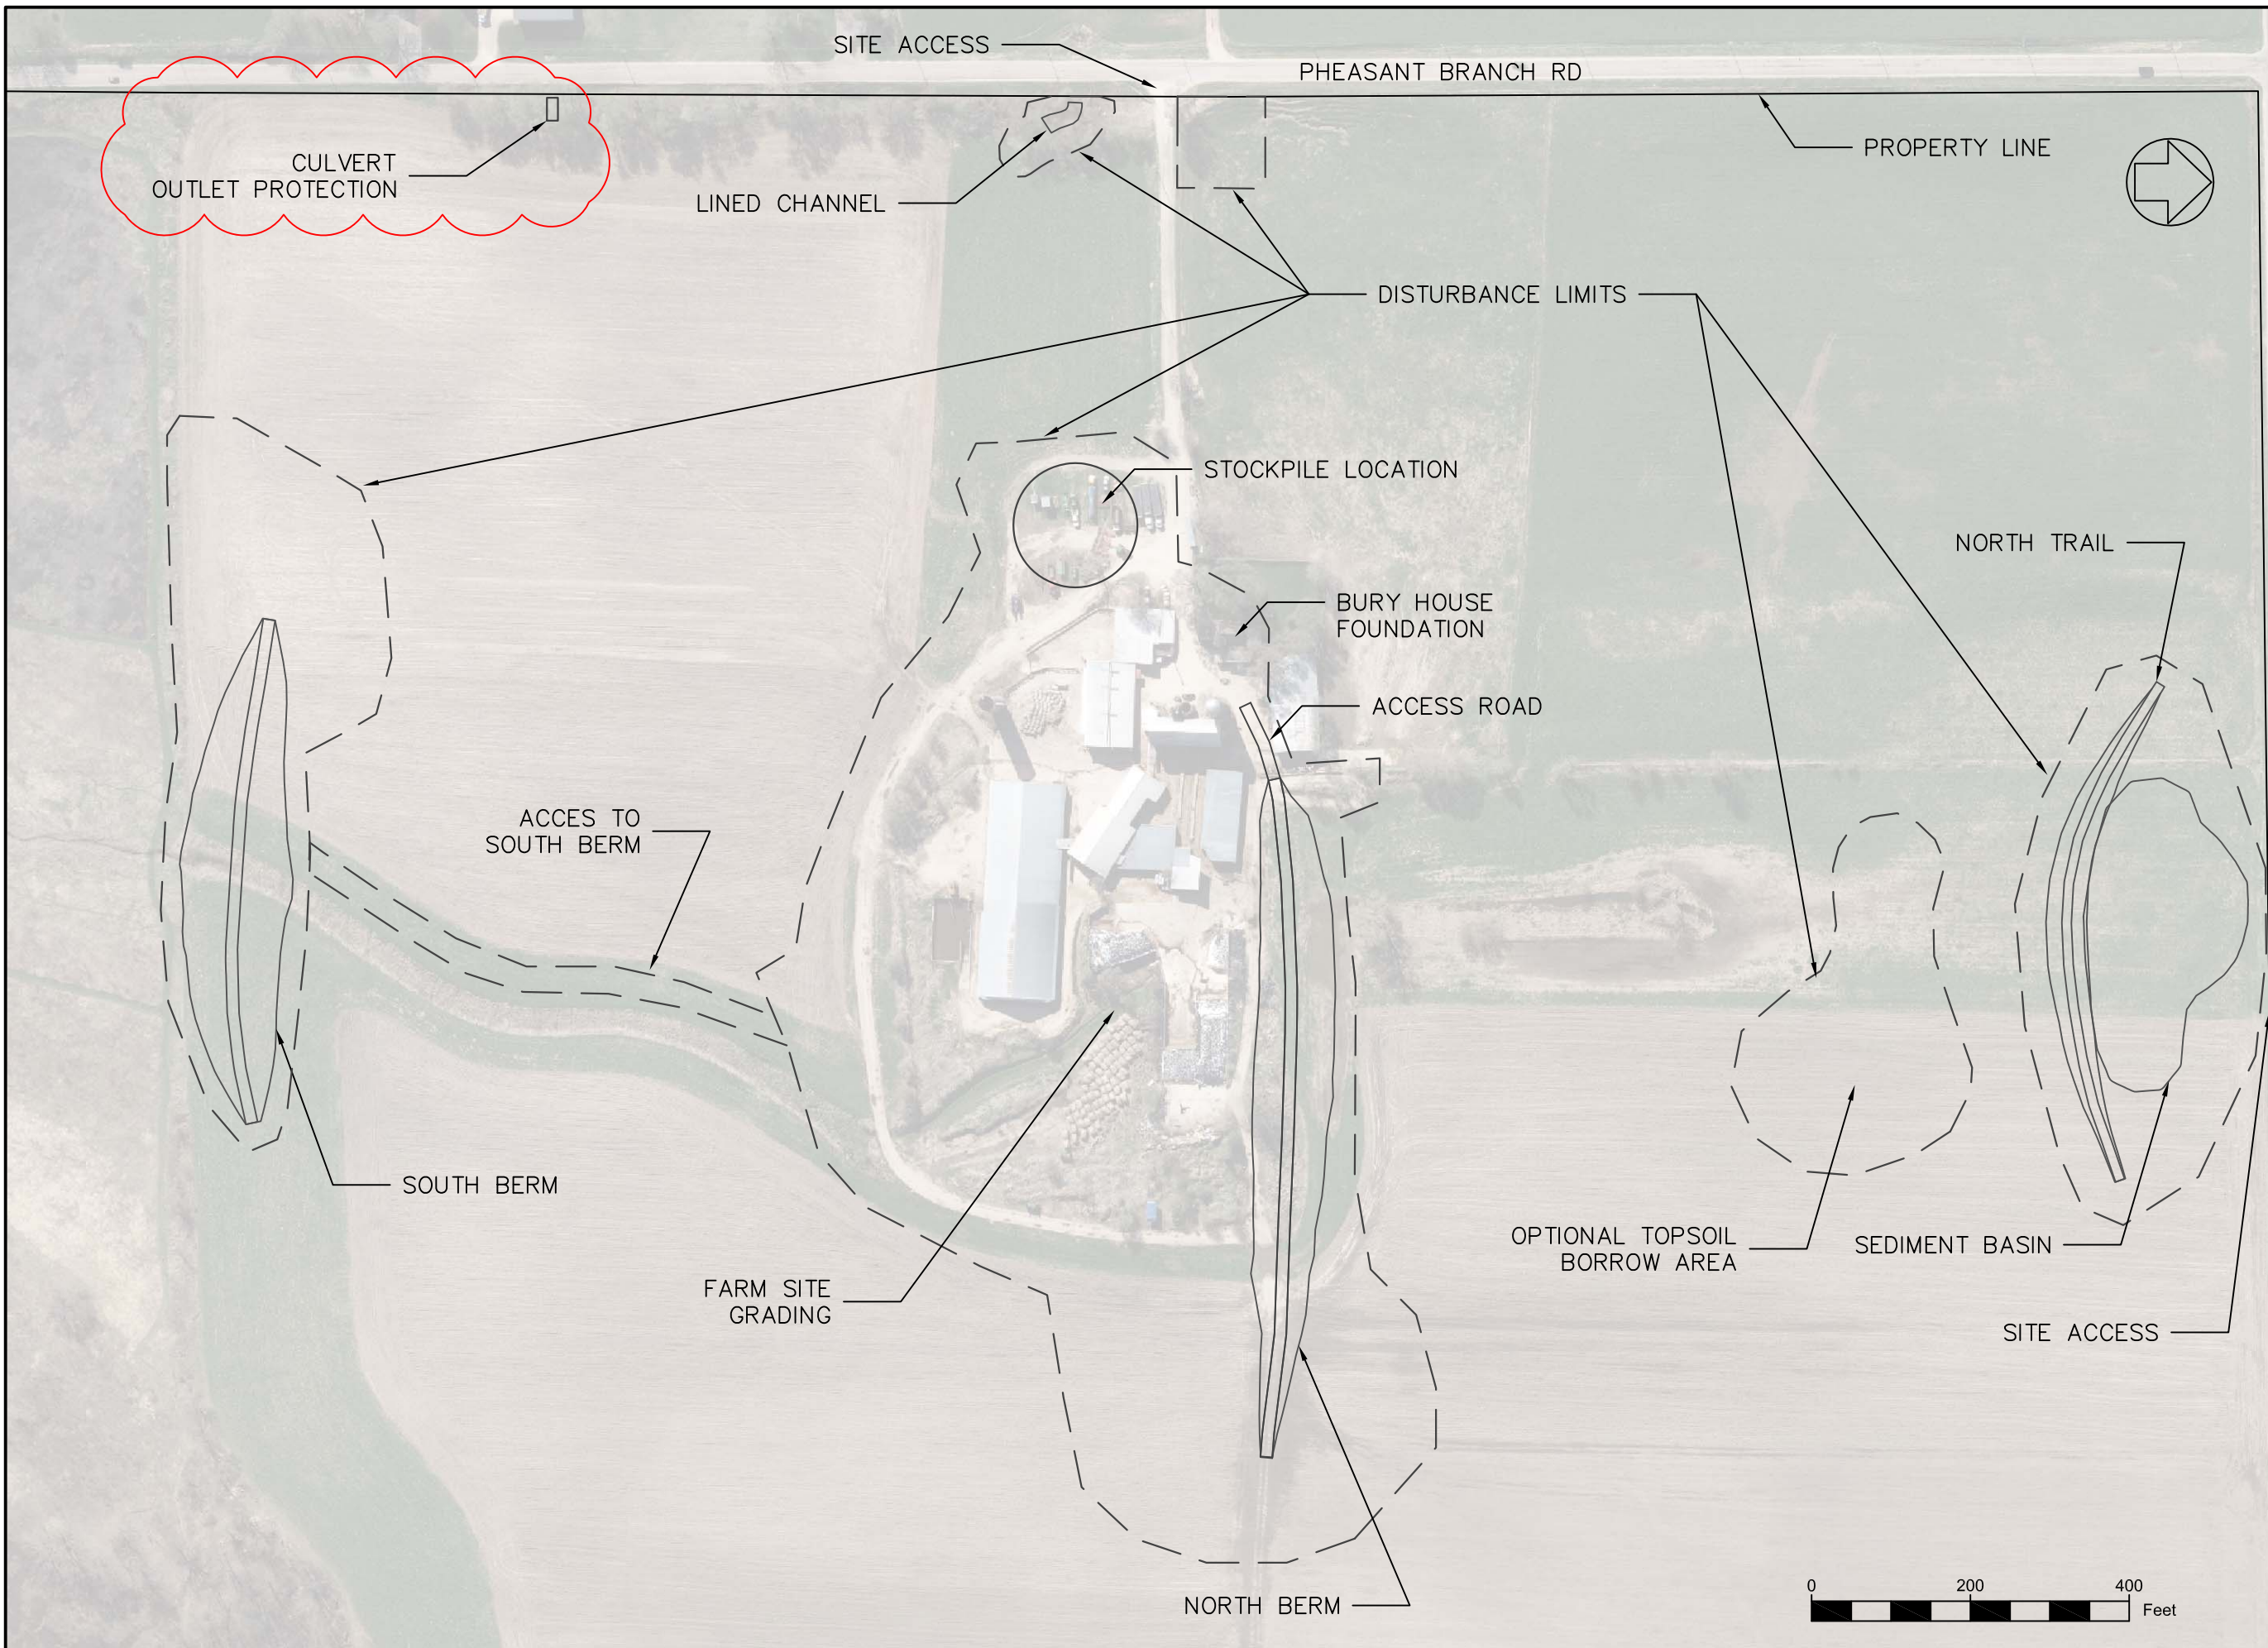 SITE ACCESS
PHEASANT BRANCH RD
PROPERTY LINE
CULVERT
OUTLET PROTECTION
LINED CHANNEL
DISTURBANCE LIMITS
STOCKPILE LOCATION
NORTH TRAIL
BURY HOUSE
FOUNDATION
ACCESS ROAD
ACCES TO
SOUTH BERM
SOUTH BERM
OPTIONAL TOPSOIL
BORROW AREA
SEDIMENT BASIN
FARM SITE
GRADING
SITE ACCESS
NORTH BERM
0 200 400
Feet